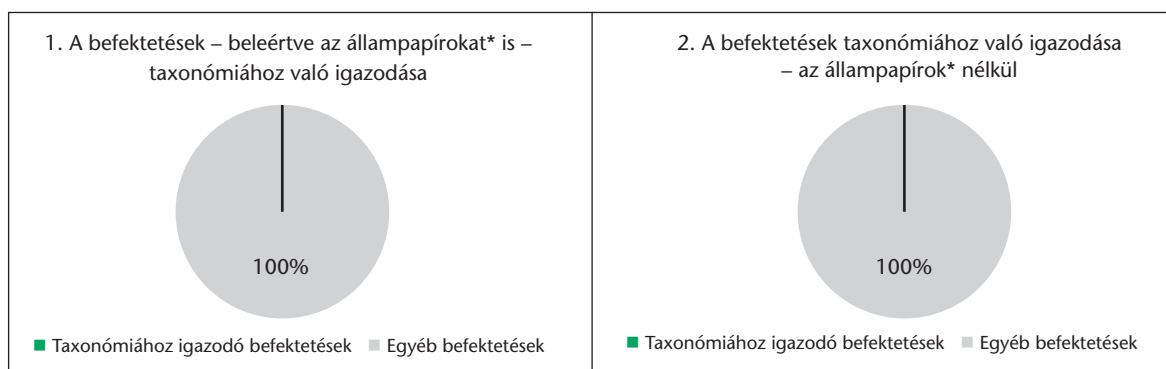 1. A befektetések – beleértve az állampapírokat* is –
taxonómiához való igazodása
100%
Taxonómiához igazodó befektetések
Egyéb befektetések
2. A befektetések taxonómiához való igazodása
– az állampapírok* nélkül
100%
Taxonómiához igazodó befektetések
Egyéb befektetések